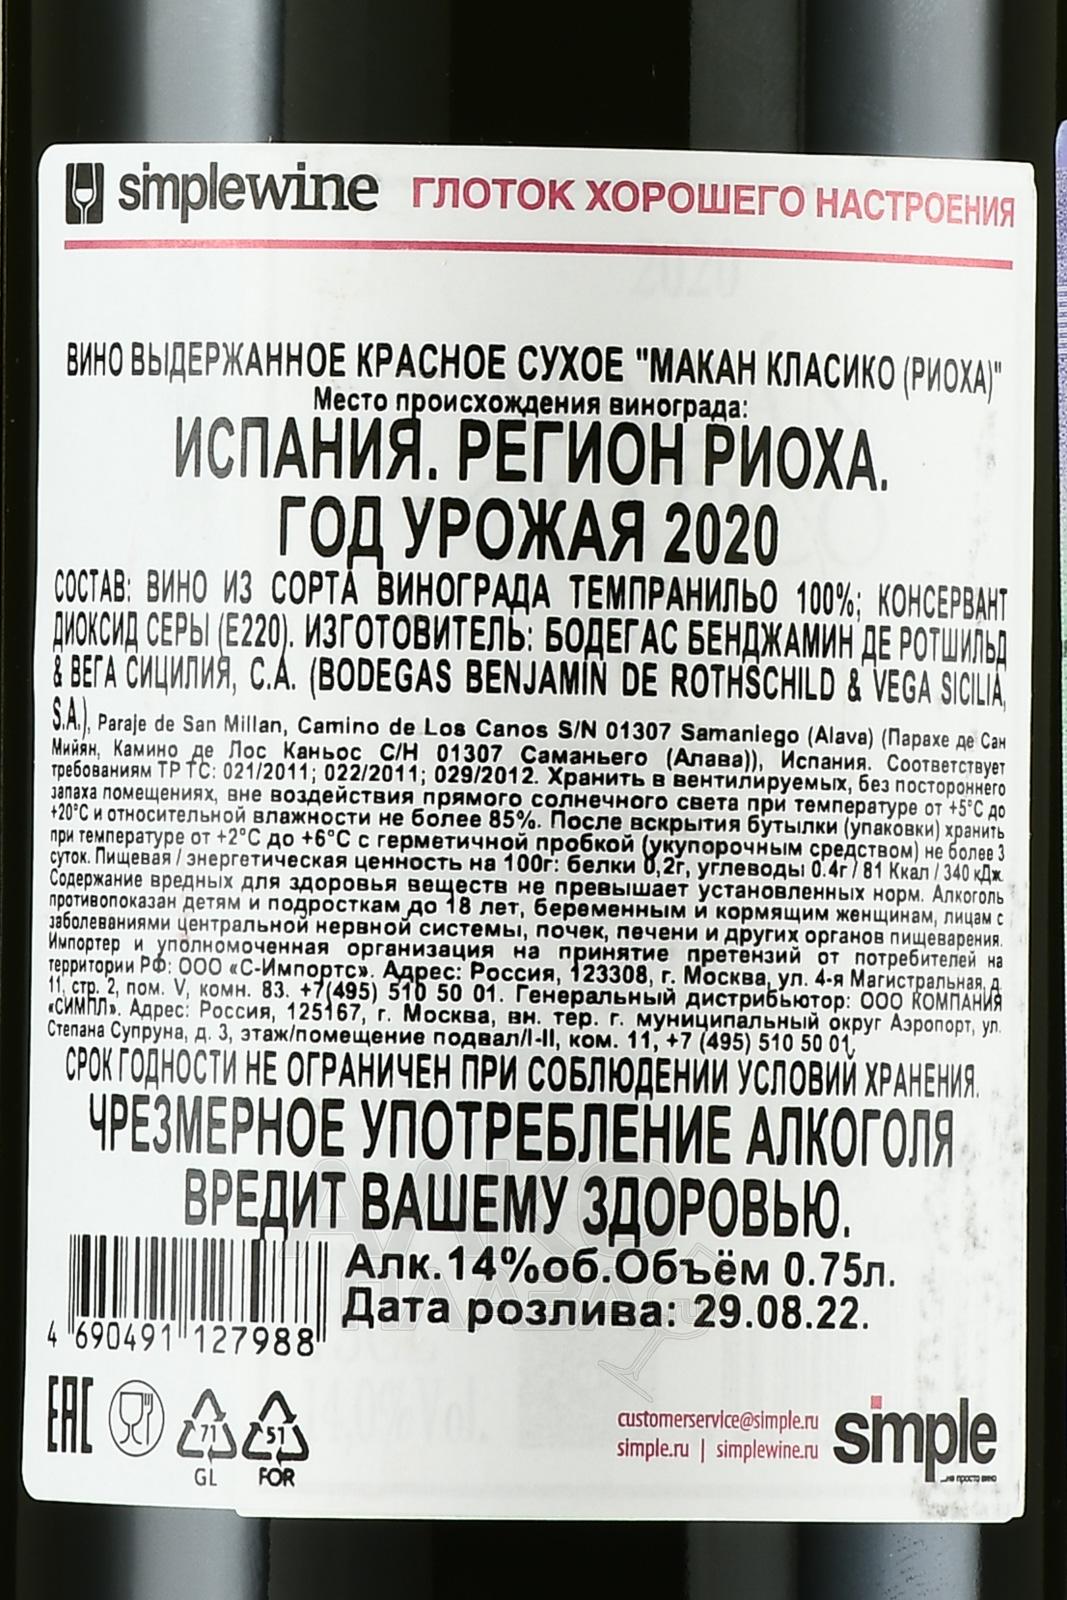 simplewine ГЛОТОК ХОРОШЕГО НАСТРОЕНИЯ
2020
ВИНО ВЫДЕРЖАННОЕ КРАСНОЕ СУХОЕ "МАКАН КЛАСИКО (РИОХА)"
Место происхождения винограда:
ИСПАНИЯ. РЕГИОН РИОХА.
ГОД УРОЖАЯ 2020
СОСТАВ: ВИНО ИЗ СОРТА ВИНОГРАДА ТЕМПРАНИЛЬО 100%; КОНСЕРВАНТ
ДИОКСИД СЕРЫ (Е220). ИЗГОТОВИТЕЛЬ: БОДЕГАС БЕНДЖАМИН ДЕ РОТШИЛЬД
& ВЕГА СИЦИЛИЯ, С.А. (BODEGAS BENJAMIN DE ROTHSCHILD & VEGA SICILIA,
S.A.), Paraje de San Millan, Camino de Los Canos S/N 01307 Samaniego (Alava) (Парахе де Сан
Мийян, Камино де Лос Каньос С/Н 01307 Саманьего (Алава)), Испания. Соответствует
требованиям ТР ТС: 021/2011; 022/2011; 029/2012. Хранить в вентилируемых, без постороннего
запаха помещениях, вне воздействия прямого солнечного света при температуре от +5°С до
+20°С и относительной влажности не более 85%. После вскрытия бутылки (упаковки) хранить
при температуре от +2°С до +6°С с герметичной пробкой (укупорочным средством) не более 3
суток. Пищевая / энергетическая ценность на 100г: белки 0,2г, углеводы 0.4г / 81 Ккал / 340 кДж.
Содержание вредных для здоровья веществ не превышает установленных норм. Алкоголь
противопоказан детям и подросткам до 18 лет, беременным и кормящим женщинам, лицам с
заболеваниями центральной нервной системы, почек, печени и других органов пищеварения.
Импортер и уполномоченная организация на принятие претензий от потребителей на
территории РФ: ООО «С-Импортс». Адрес: Россия, 123308, г. Москва, ул. 4-я Магистральная, д.
11, стр. 2, пом. V, комн. 83. +7(495) 510 50 01. Генеральный дистрибьютор: ООО КОМПАНИЯ
«СИМПЛ». Адрес: Россия, 125167, г. Москва, вн. тер. г. муниципальный округ Аэропорт, ул.
Степана Супруна, д. 3, этаж/помещение подвал/I-II, ком. 11, +7 (495) 510 50 01.
СРОК ГОДНОСТИ НЕ ОГРАНИЧЕН ПРИ СОБЛЮДЕНИИ УСЛОВИЙ ХРАНЕНИЯ.
ЧРЕЗМЕРНОЕ УПОТРЕБЛЕНИЕ АЛКОГОЛЯ
ВРЕДИТ ВАШЕМУ ЗДОРОВЬЮ.
Алк.14%об.Объём 0.75л.
Дата розлива: 29.08.22.
4 690491 127988
EAC 71 51
GL FOR
customerservice@simple.ru
simple.ru | simplewine.ru
simple
...не просто вино